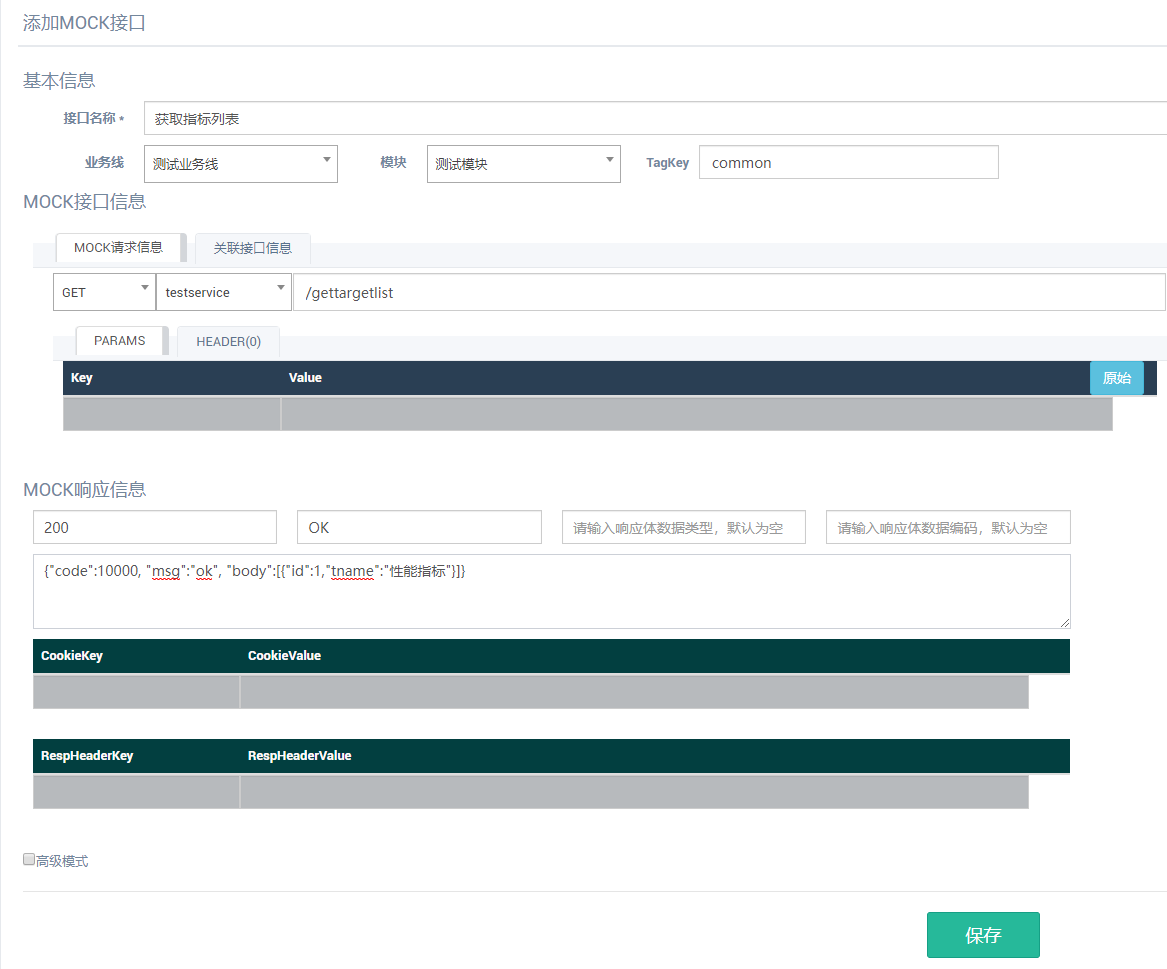 添加MOCK接口
基本信息
接口名称 * 获取指标列表
业务线 测试业务线 模块 测试模块 TagKey common
MOCK接口信息
MOCK请求信息 关联接口信息
GET testservice /gettargetlist
PARAMS HEADER(0)
Key Value 原始
MOCK响应信息
200 OK 请输入响应体数据类型，默认为空 请输入响应体数据编码，默认为空
{"code":10000, "msg":"ok", "body":[{"id":1,"tname":"性能指标"}]}
CookieKey CookieValue
RespHeaderKey RespHeaderValue
高级模式
保存